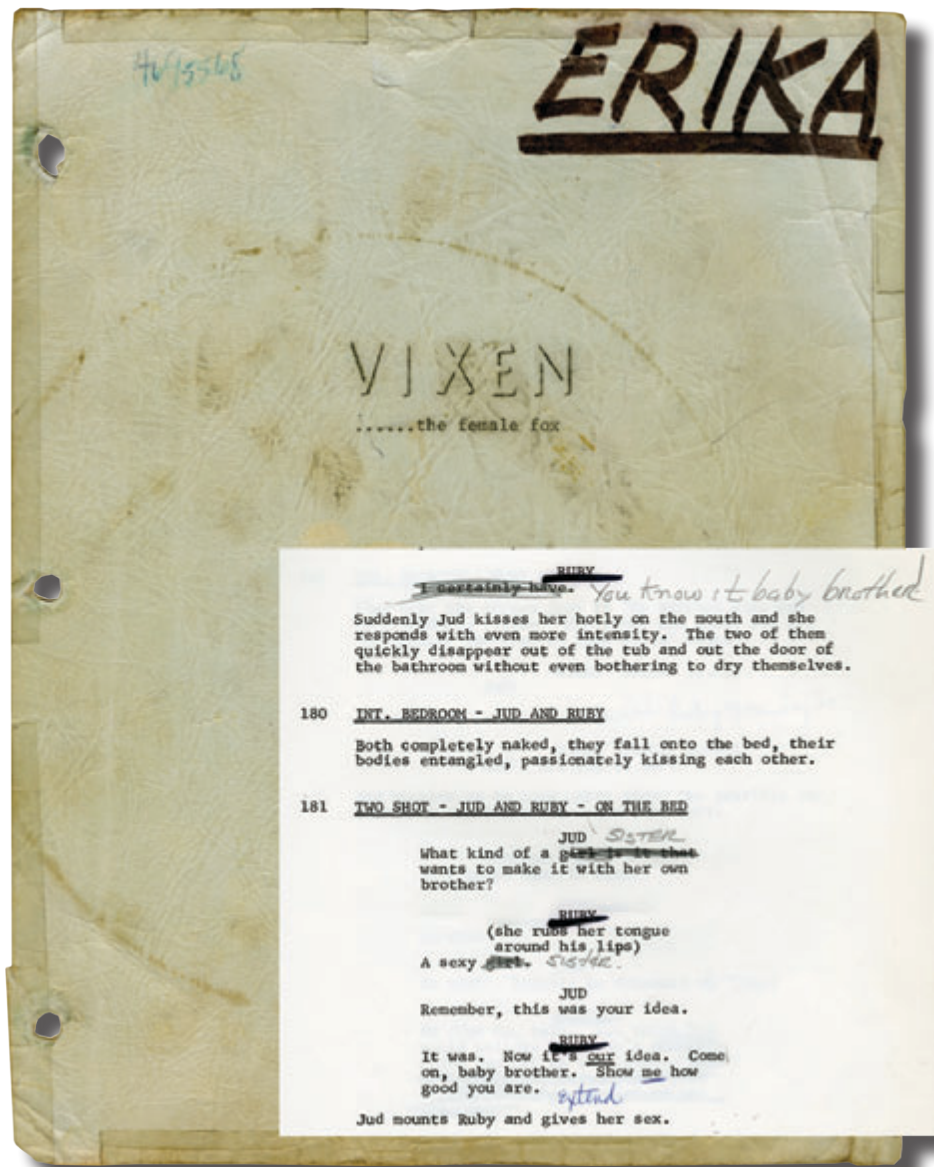 ERIKA
VIXEN
......the female fox
RUBY
I certainly have. You know it baby brother!
Suddenly Jud kisses her hotly on the mouth and she
responds with even more intensity. The two of them
quickly disappear out of the tub and out the door of
the bathroom without even bothering to dry themselves.
180 INT. BEDROOM - JUD AND RUBY
Both completely naked, they fall onto the bed, their
bodies entangled, passionately kissing each other.
181 TWO SHOT - JUD AND RUBY - ON THE BED
JUD SISTER
What kind of a girl is it that
wants to make it with her own
brother?
RUBY
(she rubs her tongue
around his lips)
A sexy girl. SISTER.
JUD
Remember, this was your idea.
RUBY
It was. Now it's our idea. Come
on, baby brother. Show me how
good you are. extend
Jud mounts Ruby and gives her sex.